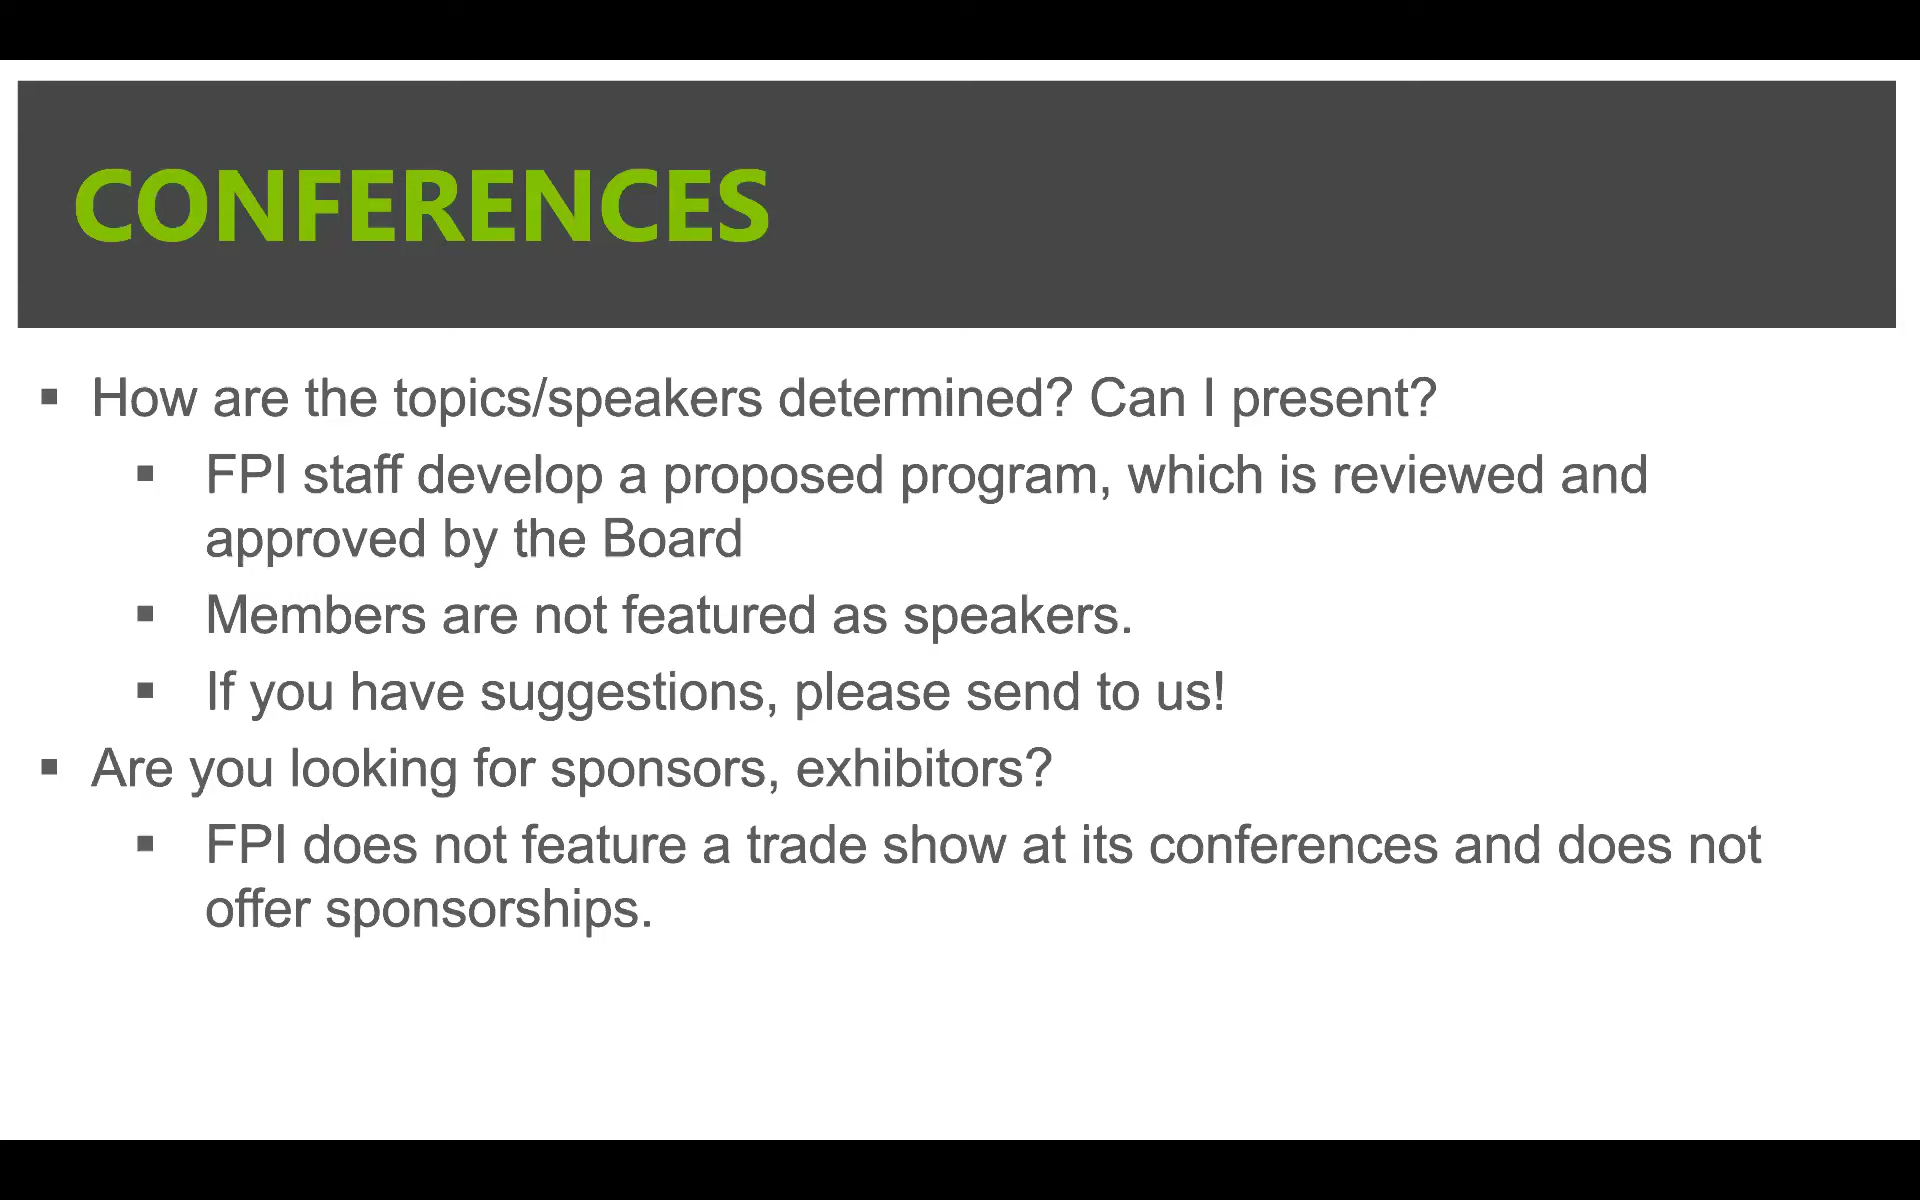 CONFERENCES
▪ How are the topics/speakers determined? Can I present?
▪ FPI staff develop a proposed program, which is reviewed and
approved by the Board
▪ Members are not featured as speakers.
▪ If you have suggestions, please send to us!
▪ Are you looking for sponsors, exhibitors?
▪ FPI does not feature a trade show at its conferences and does not
offer sponsorships.